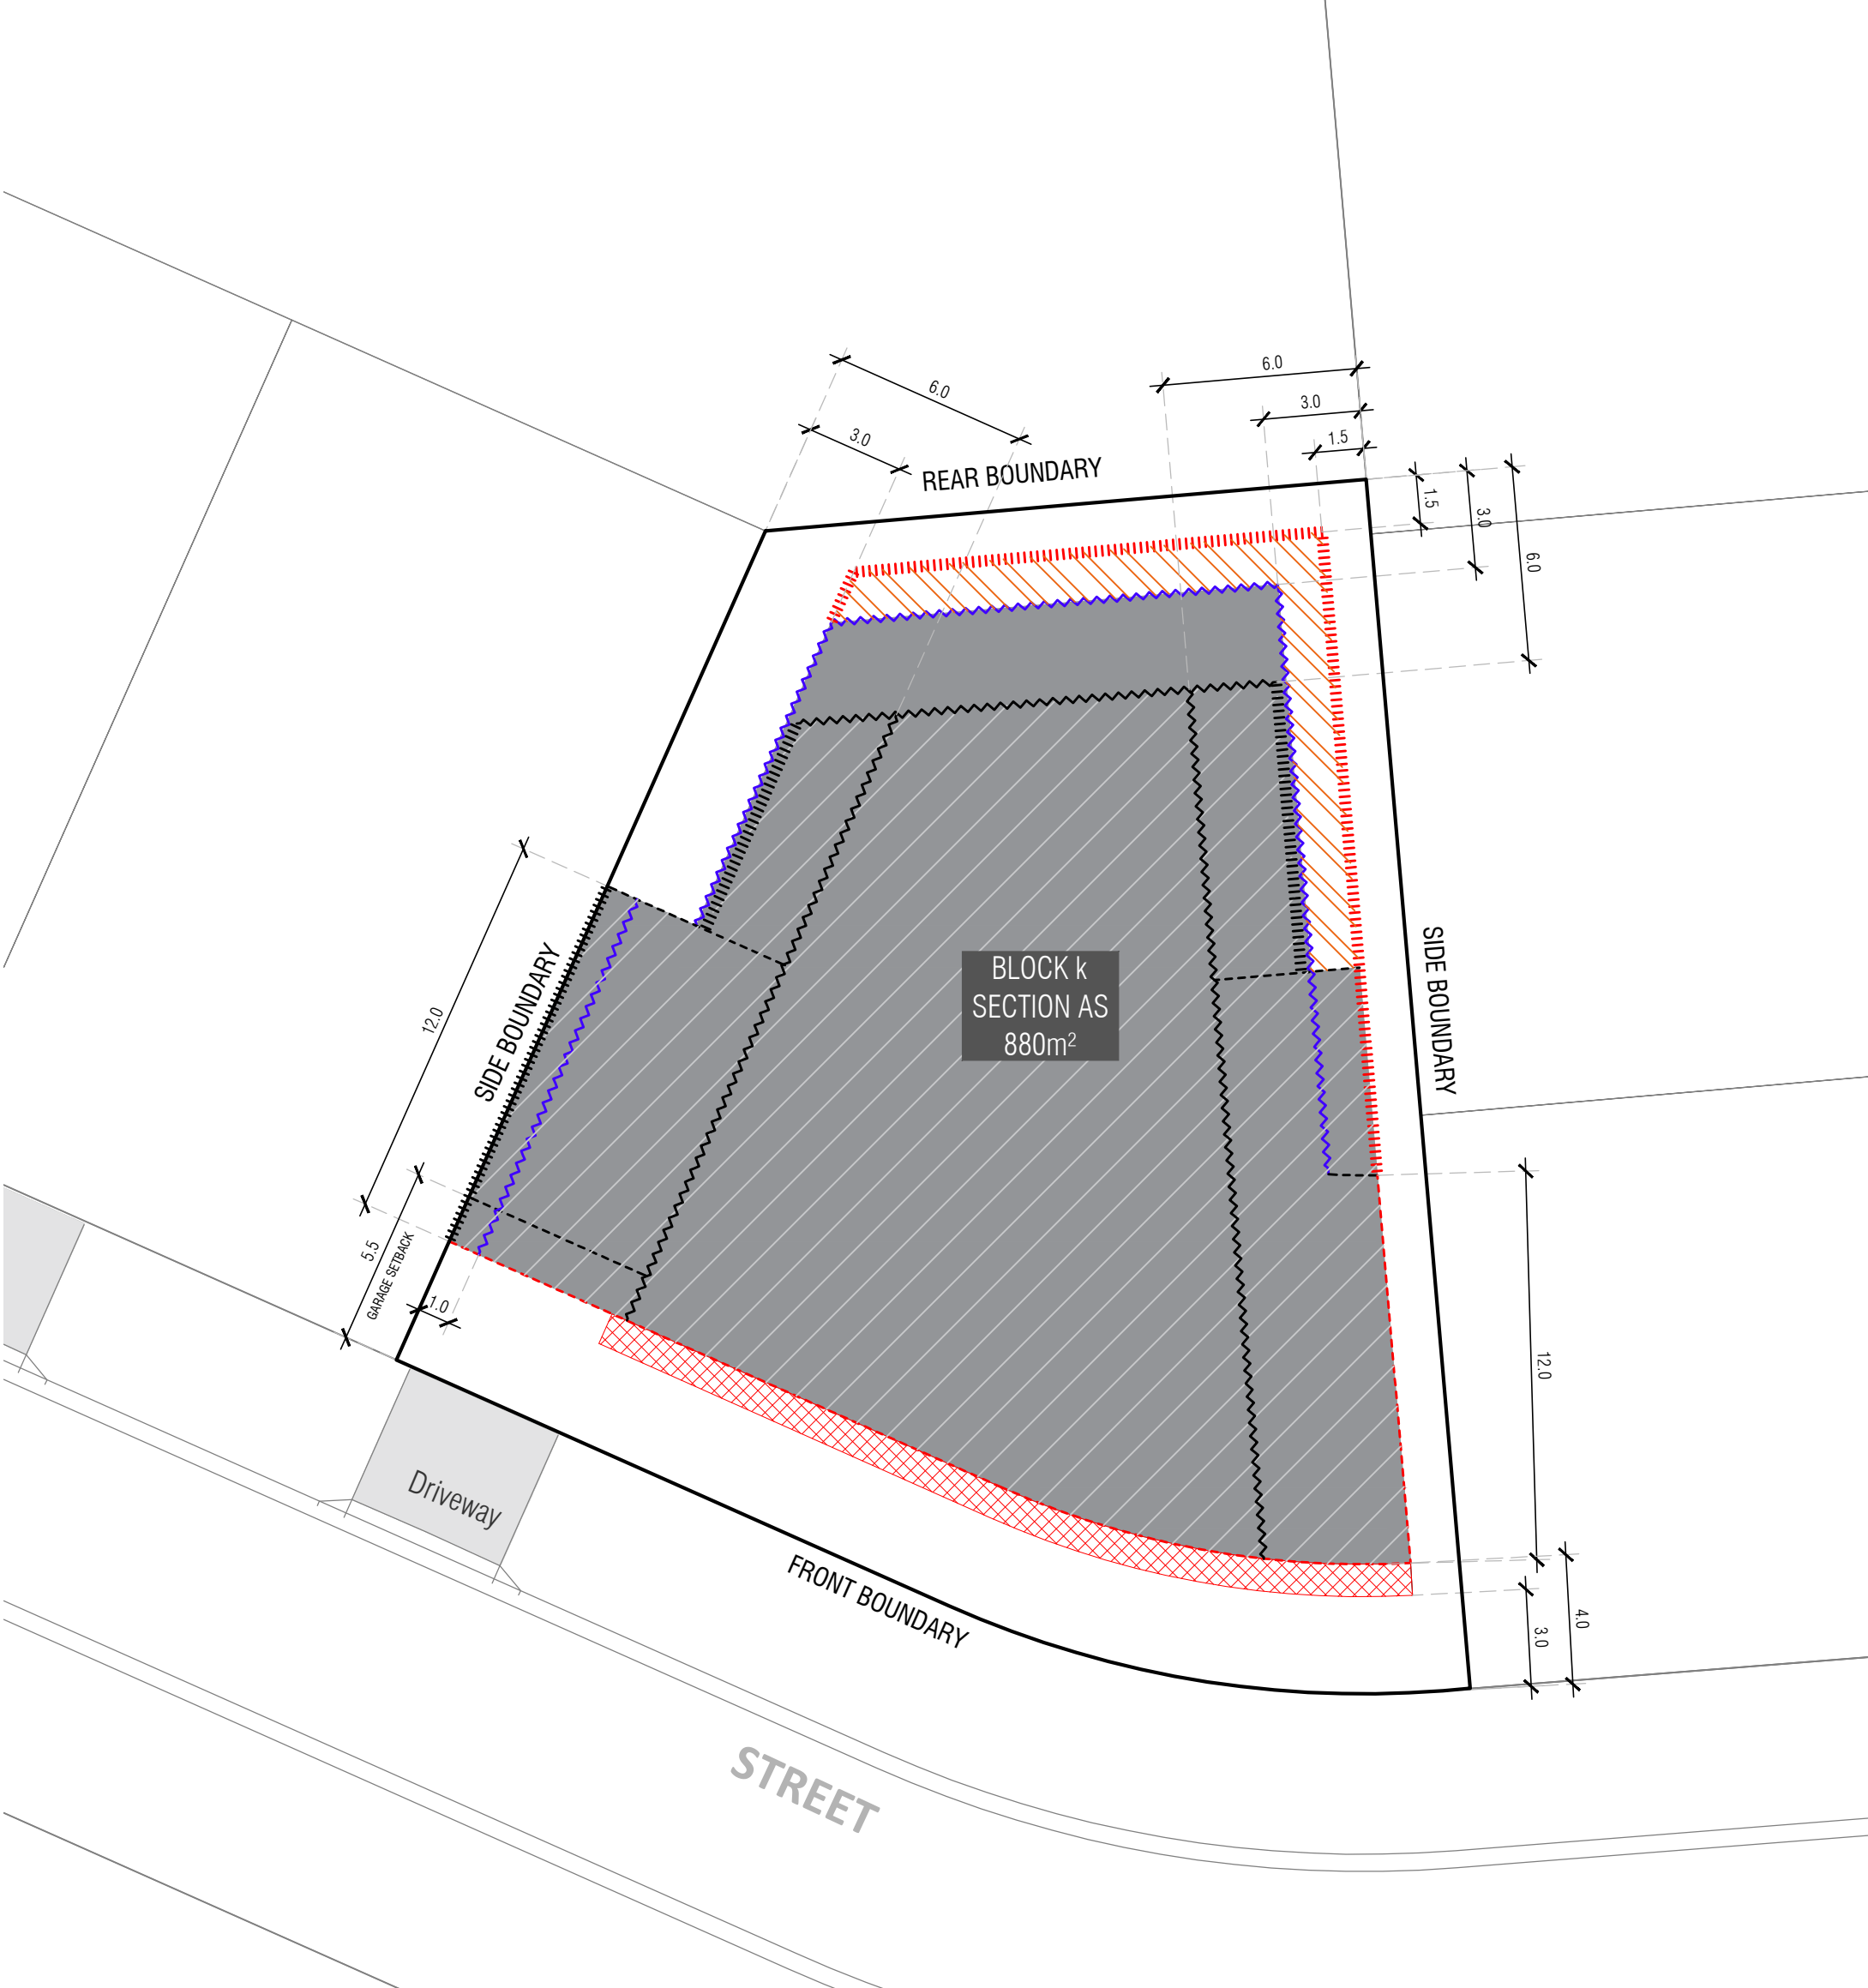 6.0
3.0
6.0
3.0
1.5
REAR BOUNDARY
1.5
3.0
6.0
12.0
SIDE BOUNDARY
BLOCK k
SECTION AS
880m²
SIDE BOUNDARY
5.5
GARAGE SETBACK
1.0
12.0
Driveway
FRONT BOUNDARY
3.0
4.0
STREET